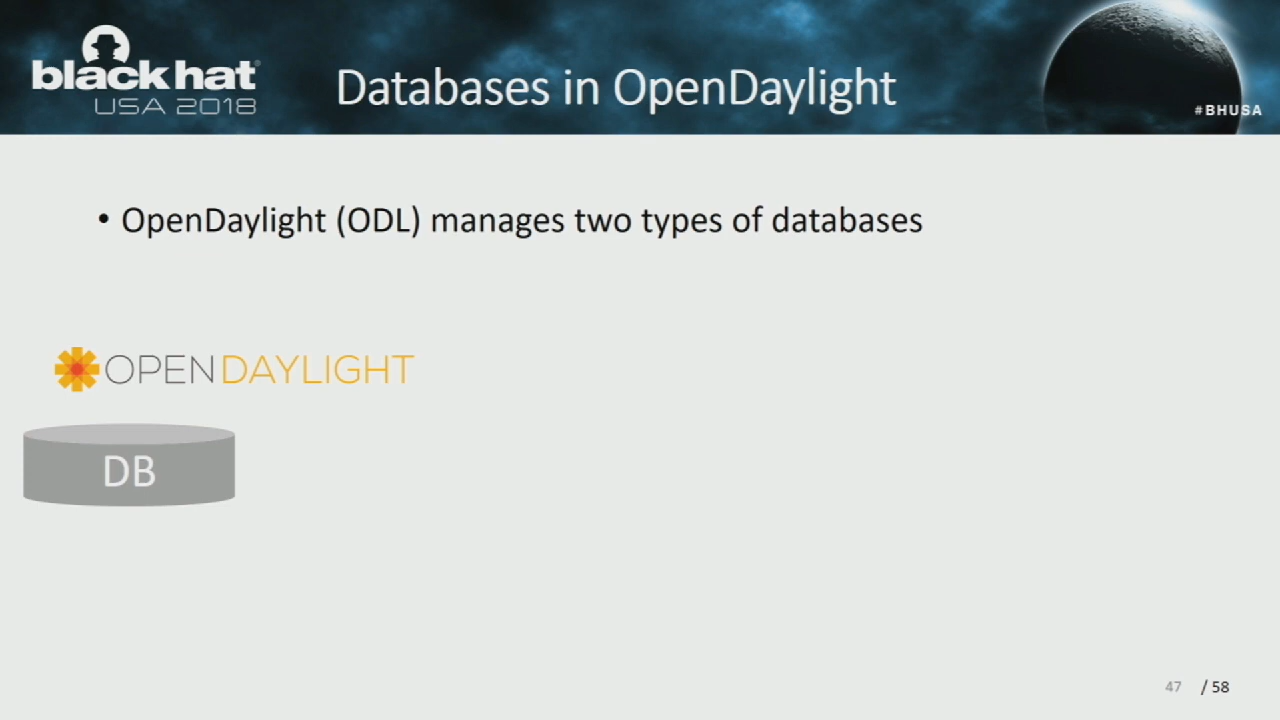 black hat
USA 2018
Databases in OpenDaylight
#BHUSA
• OpenDaylight (ODL) manages two types of databases
OPENDAYLIGHT
DB
47 / 58